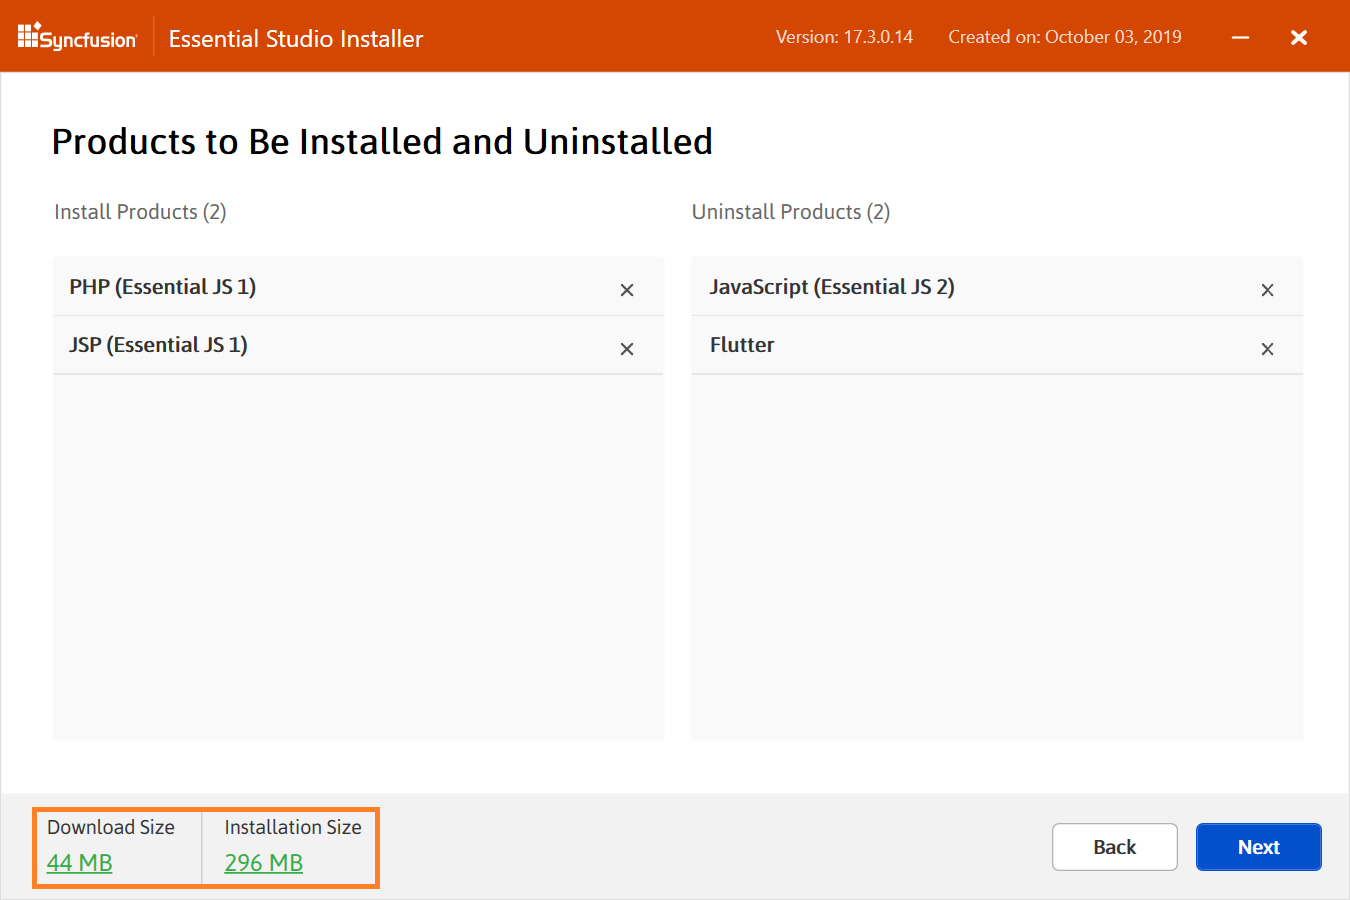 Syncfusion
Essential Studio Installer
Version: 17.3.0.14
Created on: October 03, 2019
Products to Be Installed and Uninstalled
Install Products (2)
PHP (Essential JS 1)
JSP (Essential JS 1)
Uninstall Products (2)
JavaScript (Essential JS 2)
Flutter
Download Size
44 MB
Installation Size
296 MB
Back
Next